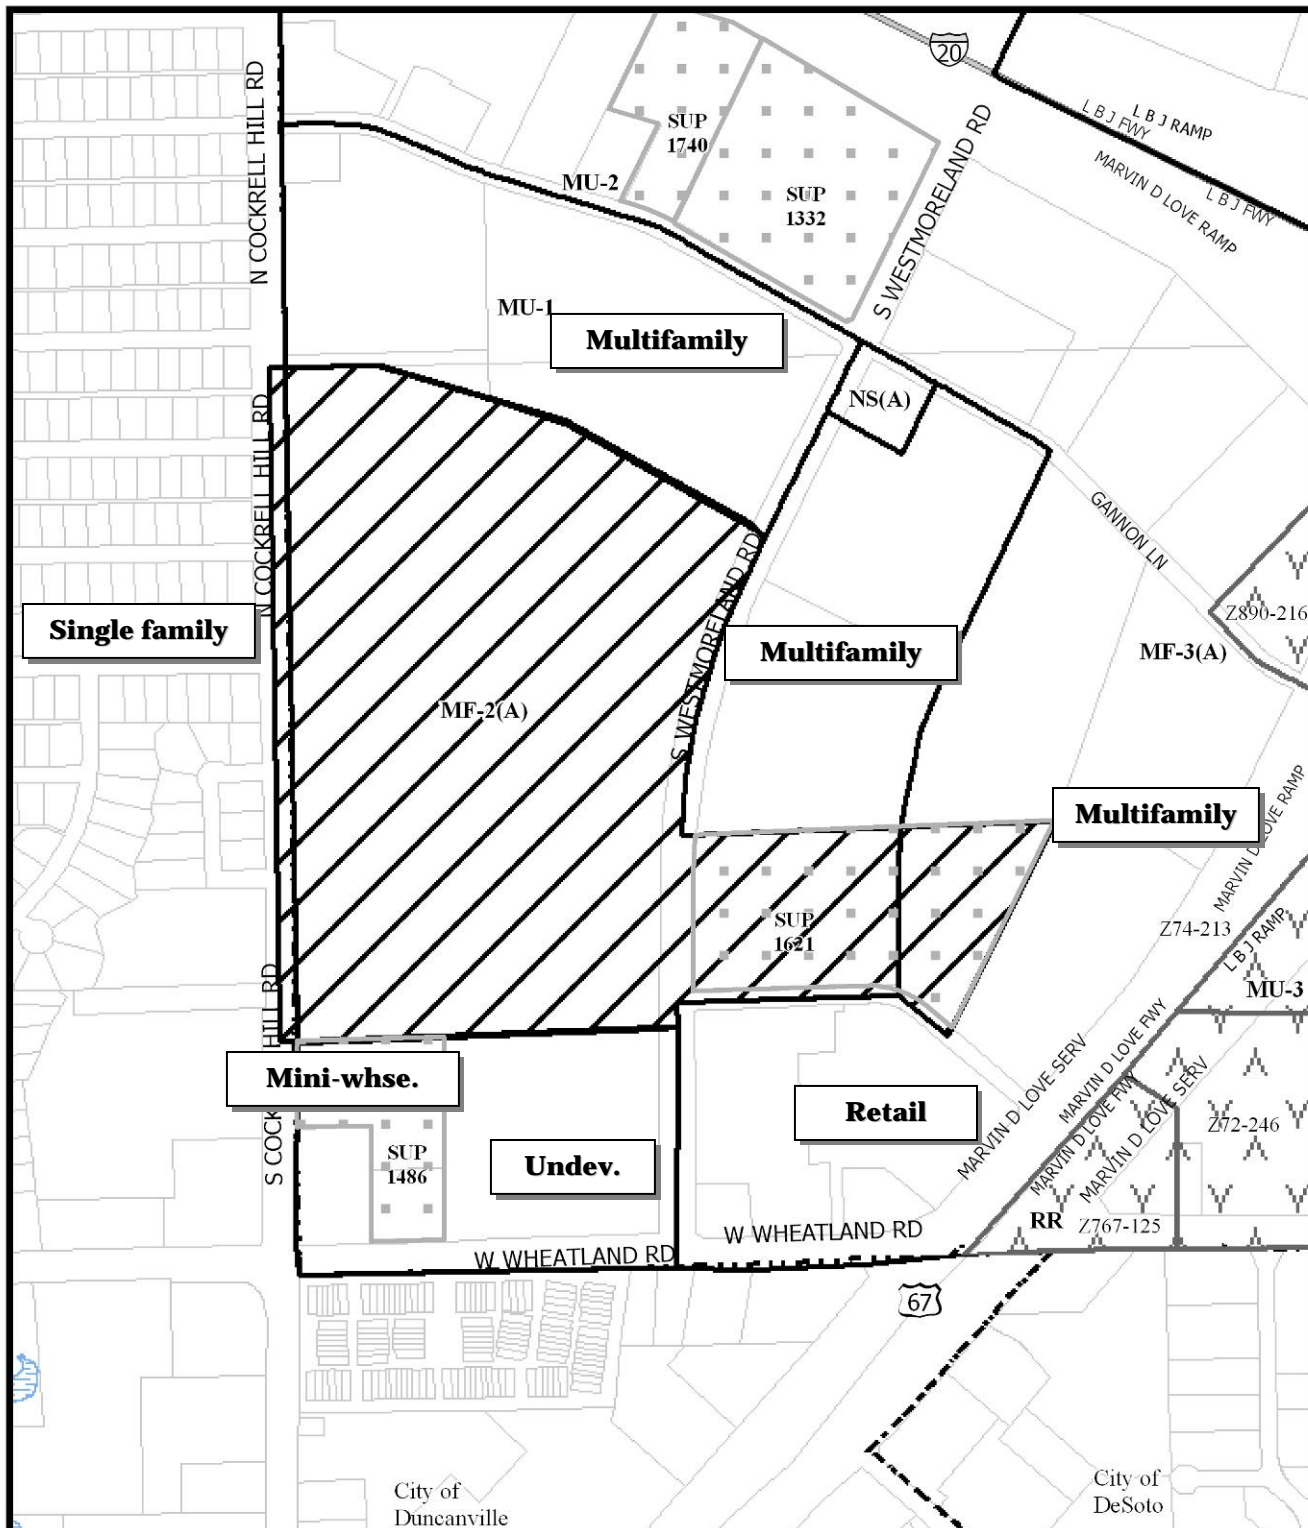 N COCKRELL HILL RD
20
L B J FWY
L B J RAMP
MARVIN D LOVE RAMP
L B J FWY
SUP
1740
MU-2
SUP
1332
S WESTMORELAND RD
MU-1
Multifamily
NS(A)
N COCKRELL HILL RD
GANNON LN
S WESTMORELAND RD
Z890-216
Single family
Multifamily
MF-3(A)
MF-2(A)
MARVIN D LOVE RAMP
Multifamily
SUP
1621
Z74-213
L B J RAMP
MU-3
HILL RD
S COCK
Mini-whse.
MARVIN D LOVE SERV
MARVIN D LOVE FWY
MARVIN D LOVE FWY
MARVIN D LOVE SERV
Retail
Z72-246
SUP
1486
Undev.
RR
Z767-125
W WHEATLAND RD
W WHEATLAND RD
67
City of
Duncanville
City of
DeSoto